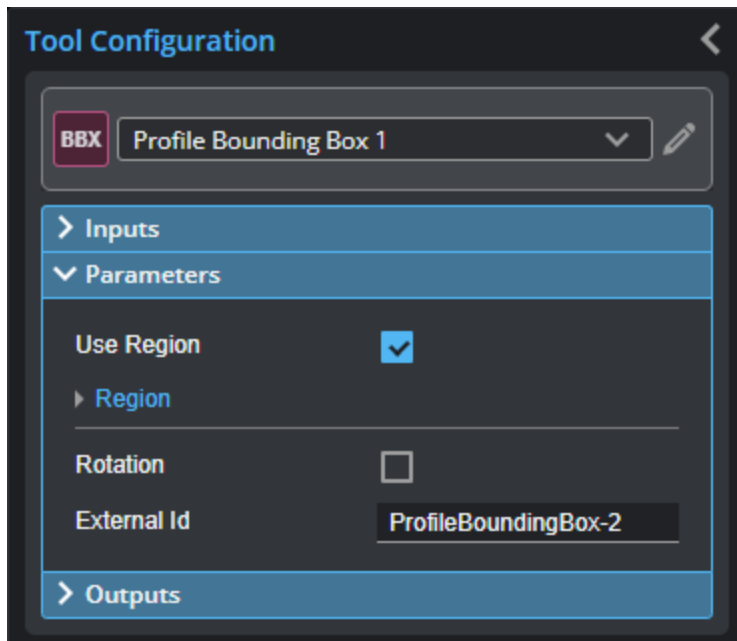 Tool Configuration
BBX Profile Bounding Box 1
Inputs
Parameters
Use Region
Region
Rotation
External Id ProfileBoundingBox-2
Outputs